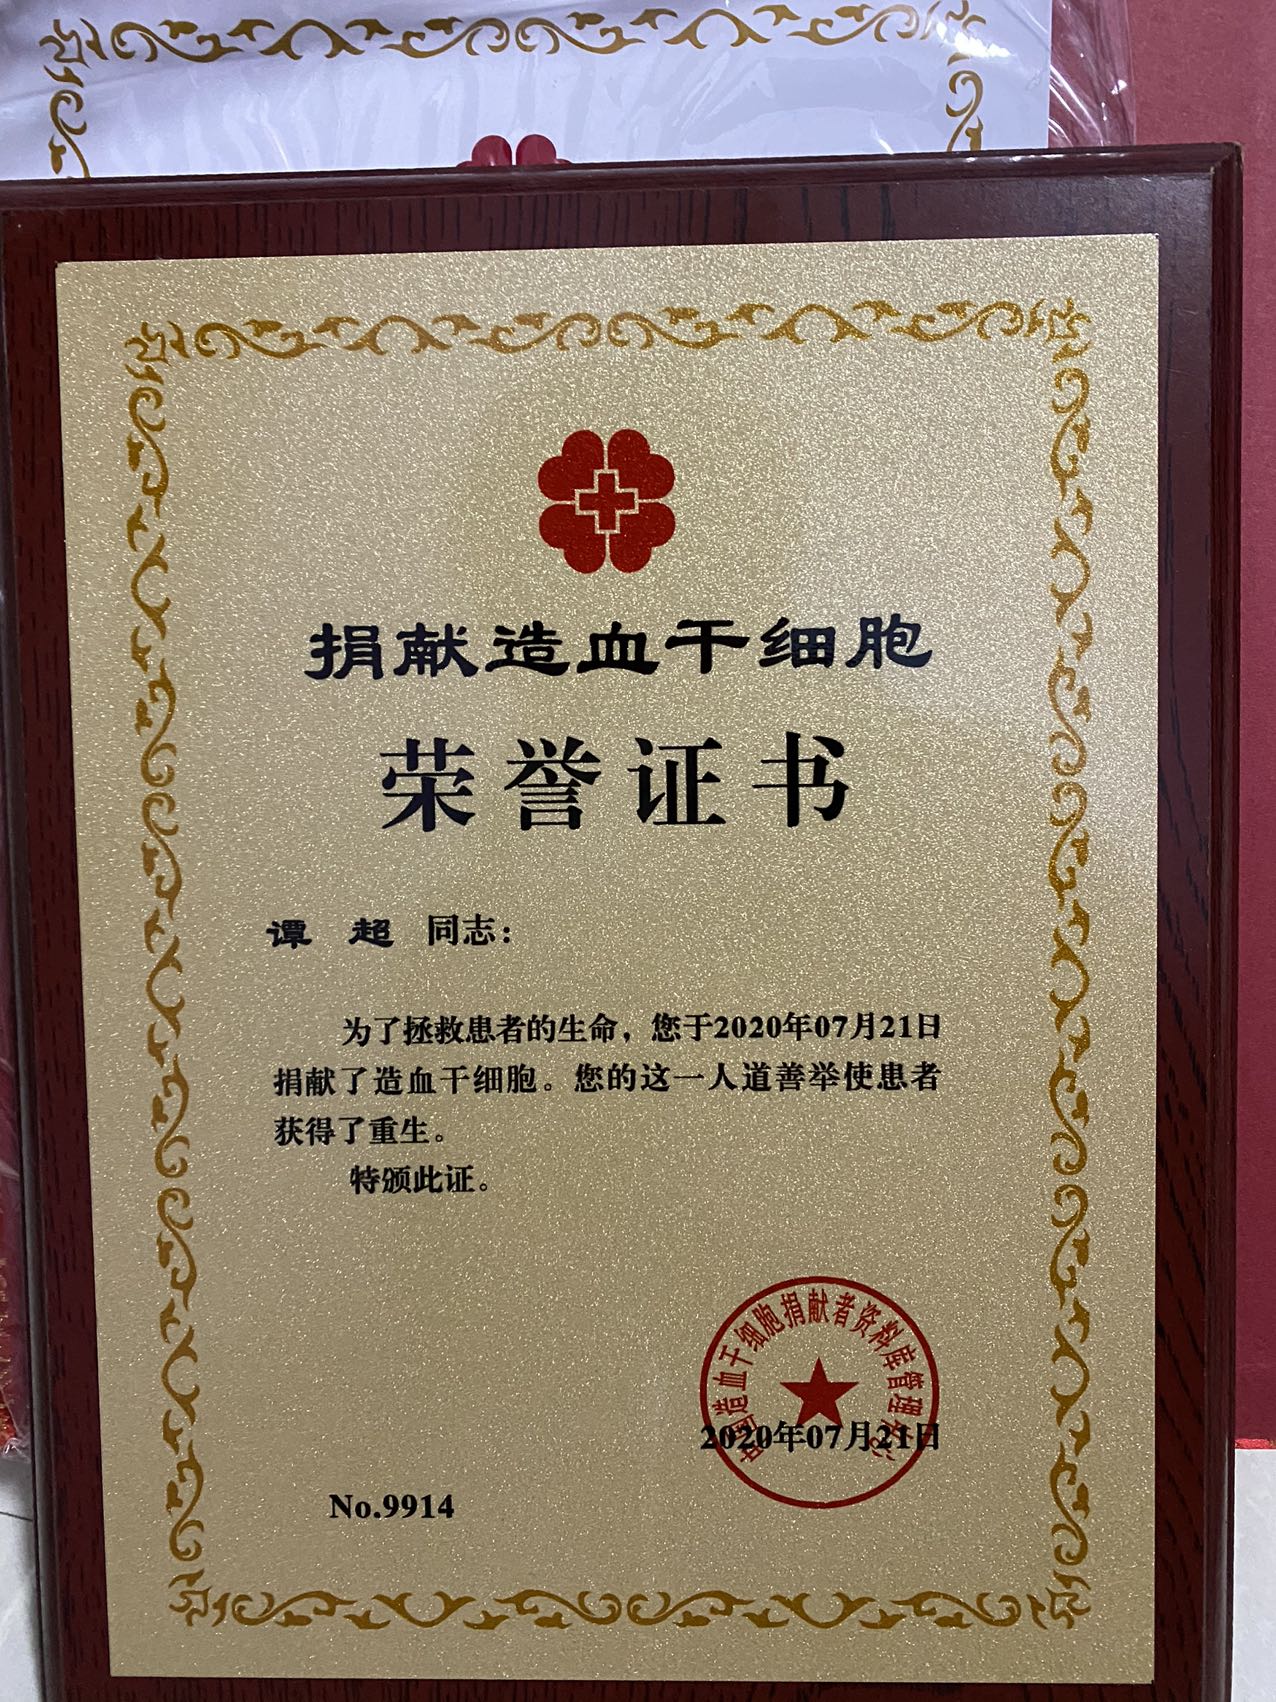 捐献造血干细胞
荣誉证书
谭 超 同志：
为了拯救患者的生命，您于2020年07月21日
捐献了造血干细胞。您的这一人道善举使患者
获得了重生。
特颁此证。
中国造血干细胞捐献者资料库管理中心
2020年07月21日
No.9914